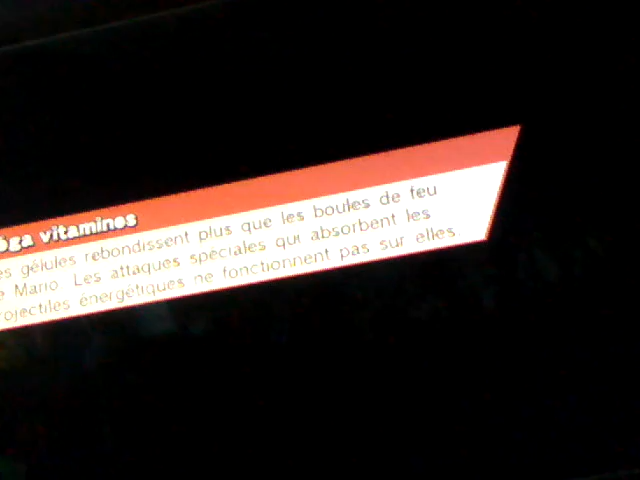 óga vitamines
es gélules rebondissent plus que les boules de feu
e Mario. Les attaques spéciales qui absorbent les
rojectiles énergétiques ne fonctionnent pas sur elles.